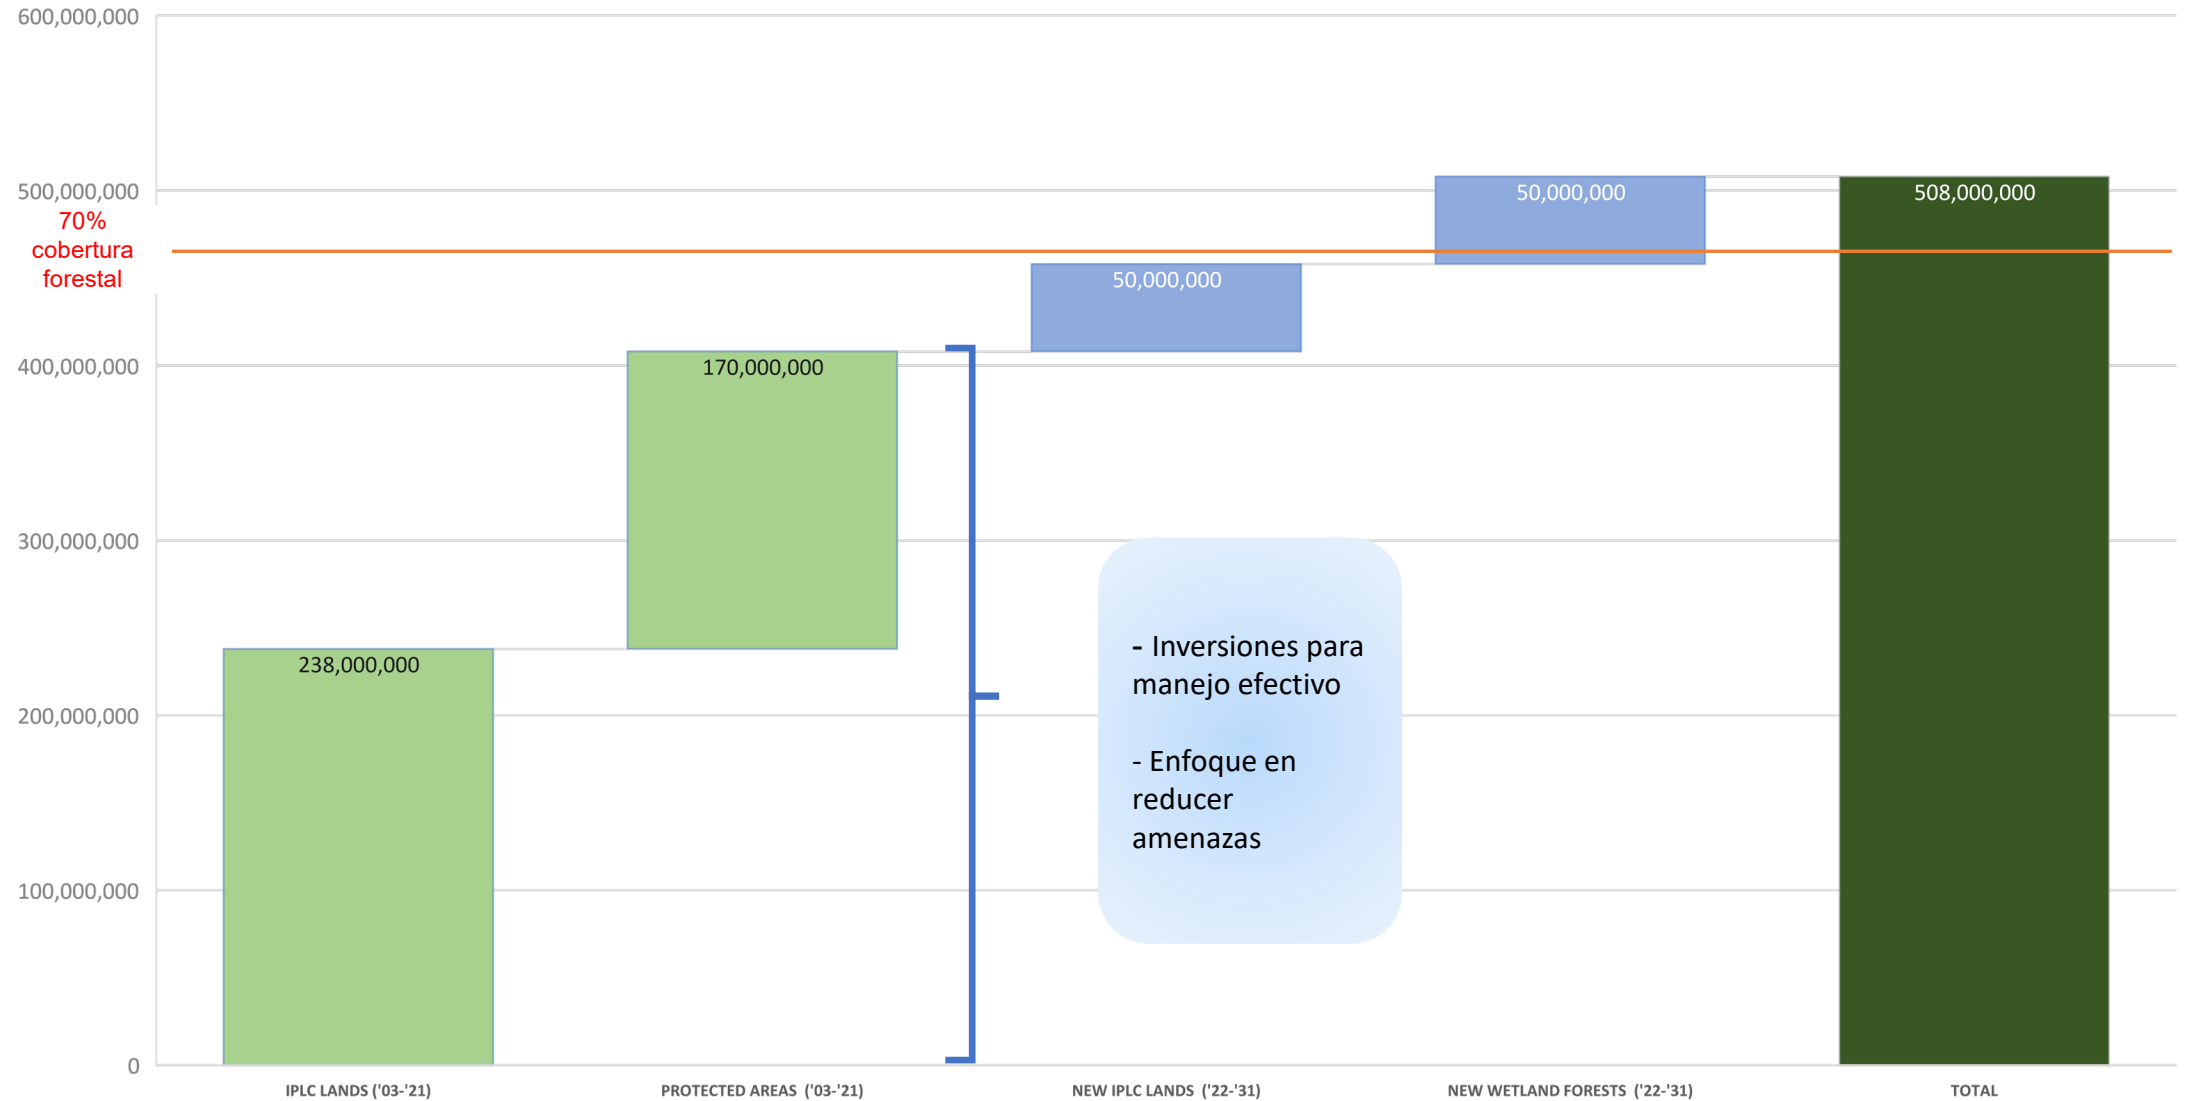 600,000,000
500,000,000
70%
cobertura
forestal
400,000,000
300,000,000
200,000,000
100,000,000
0
238,000,000
170,000,000
50,000,000
50,000,000
508,000,000
- Inversiones para
manejo efectivo
- Enfoque en
reducer
amenazas
IPLC LANDS ('03-'21)
PROTECTED AREAS ('03-'21)
NEW IPLC LANDS ('22-'31)
NEW WETLAND FORESTS ('22-'31)
TOTAL